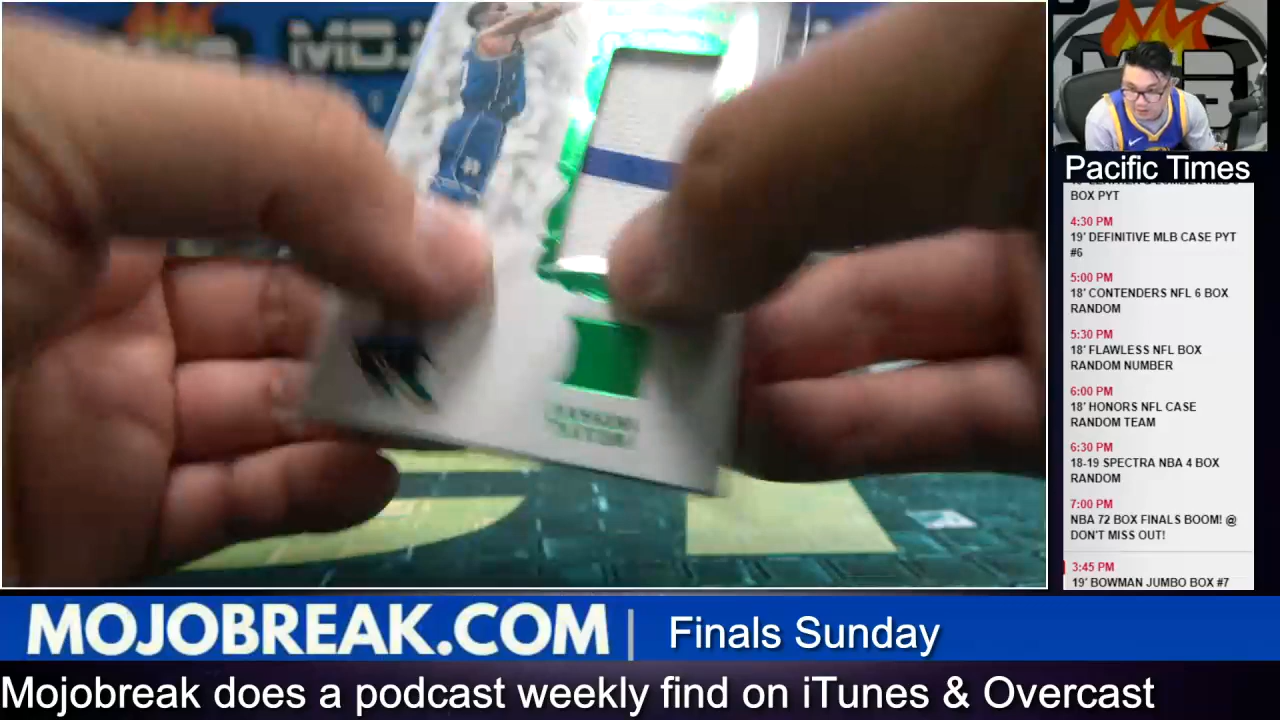 Pacific Times
BOX PYT
4:30 PM
19' DEFINITIVE MLB CASE PYT
#6
5:00 PM
18' CONTENDERS NFL 6 BOX
RANDOM
5:30 PM
18' FLAWLESS NFL BOX
RANDOM NUMBER
6:00 PM
18' HONORS NFL CASE
RANDOM TEAM
6:30 PM
18-19 SPECTRA NBA 4 BOX
RANDOM
7:00 PM
NBA 72 BOX FINALS BOOM! @
DON'T MISS OUT!
3:45 PM
19' BOWMAN JUMBO BOX #7
MOJOBREAK.COM | Finals Sunday
Mojobreak does a podcast weekly find on iTunes & Overcast